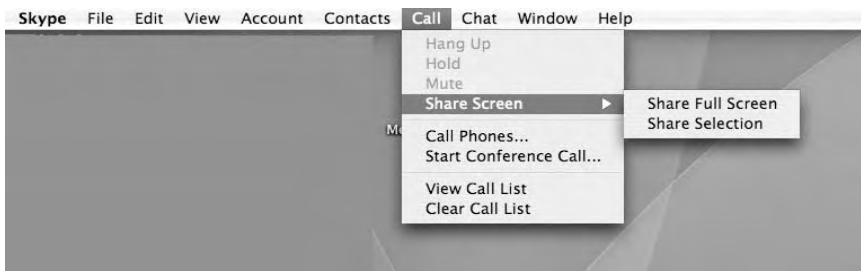 Skype File Edit View Account Contacts Call Chat Window Help
Hang Up
Hold
Mute
Share Screen
Share Full Screen
Share Selection
Call Phones...
Start Conference Call...
View Call List
Clear Call List